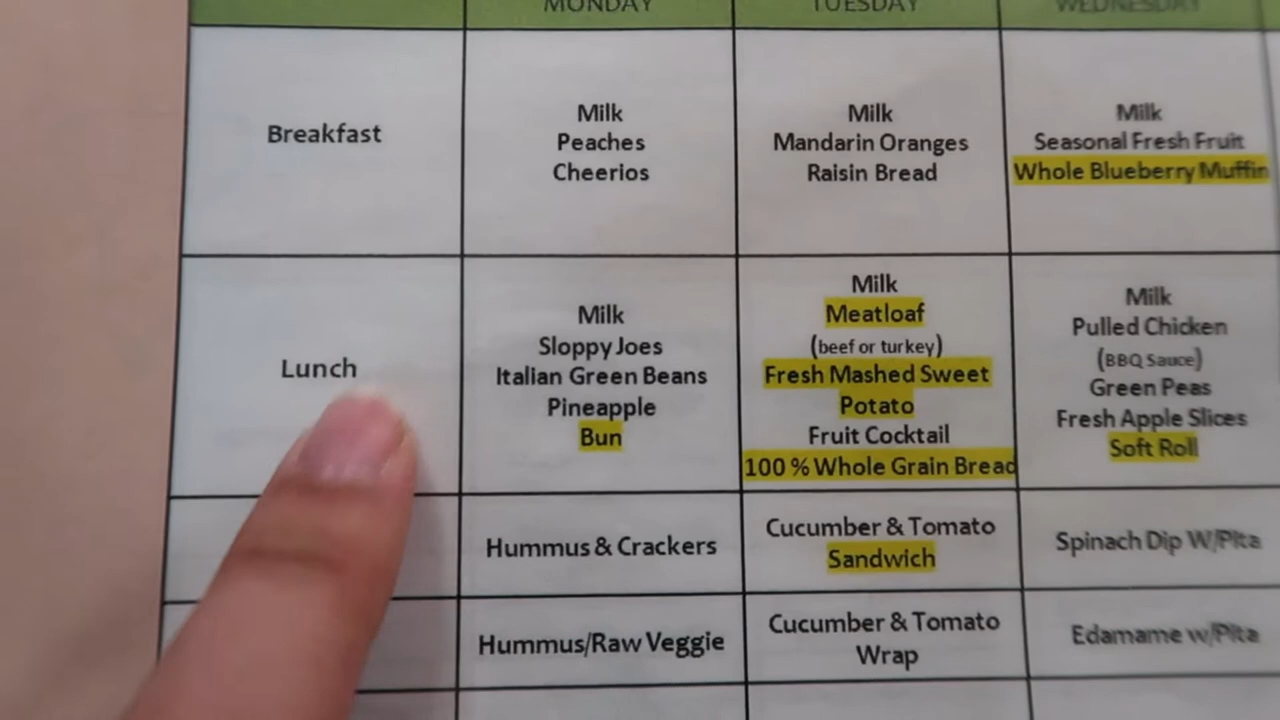 MONDAY TUESDAY WEDNESDAY
Breakfast
Milk
Peaches
Cheerios
Milk
Mandarin Oranges
Raisin Bread
Milk
Seasonal Fresh Fruit
Whole Blueberry Muffin
Lunch
Milk
Sloppy Joes
Italian Green Beans
Pineapple
Bun
Milk
Meatloaf
(beef or turkey)
Fresh Mashed Sweet
Potato
Fruit Cocktail
100 % Whole Grain Bread
Milk
Pulled Chicken
(BBQ Sauce)
Green Peas
Fresh Apple Slices
Soft Roll
Hummus & Crackers
Cucumber & Tomato
Sandwich
Spinach Dip W/Pita
Hummus/Raw Veggie
Cucumber & Tomato
Wrap
Edamame w/Pita